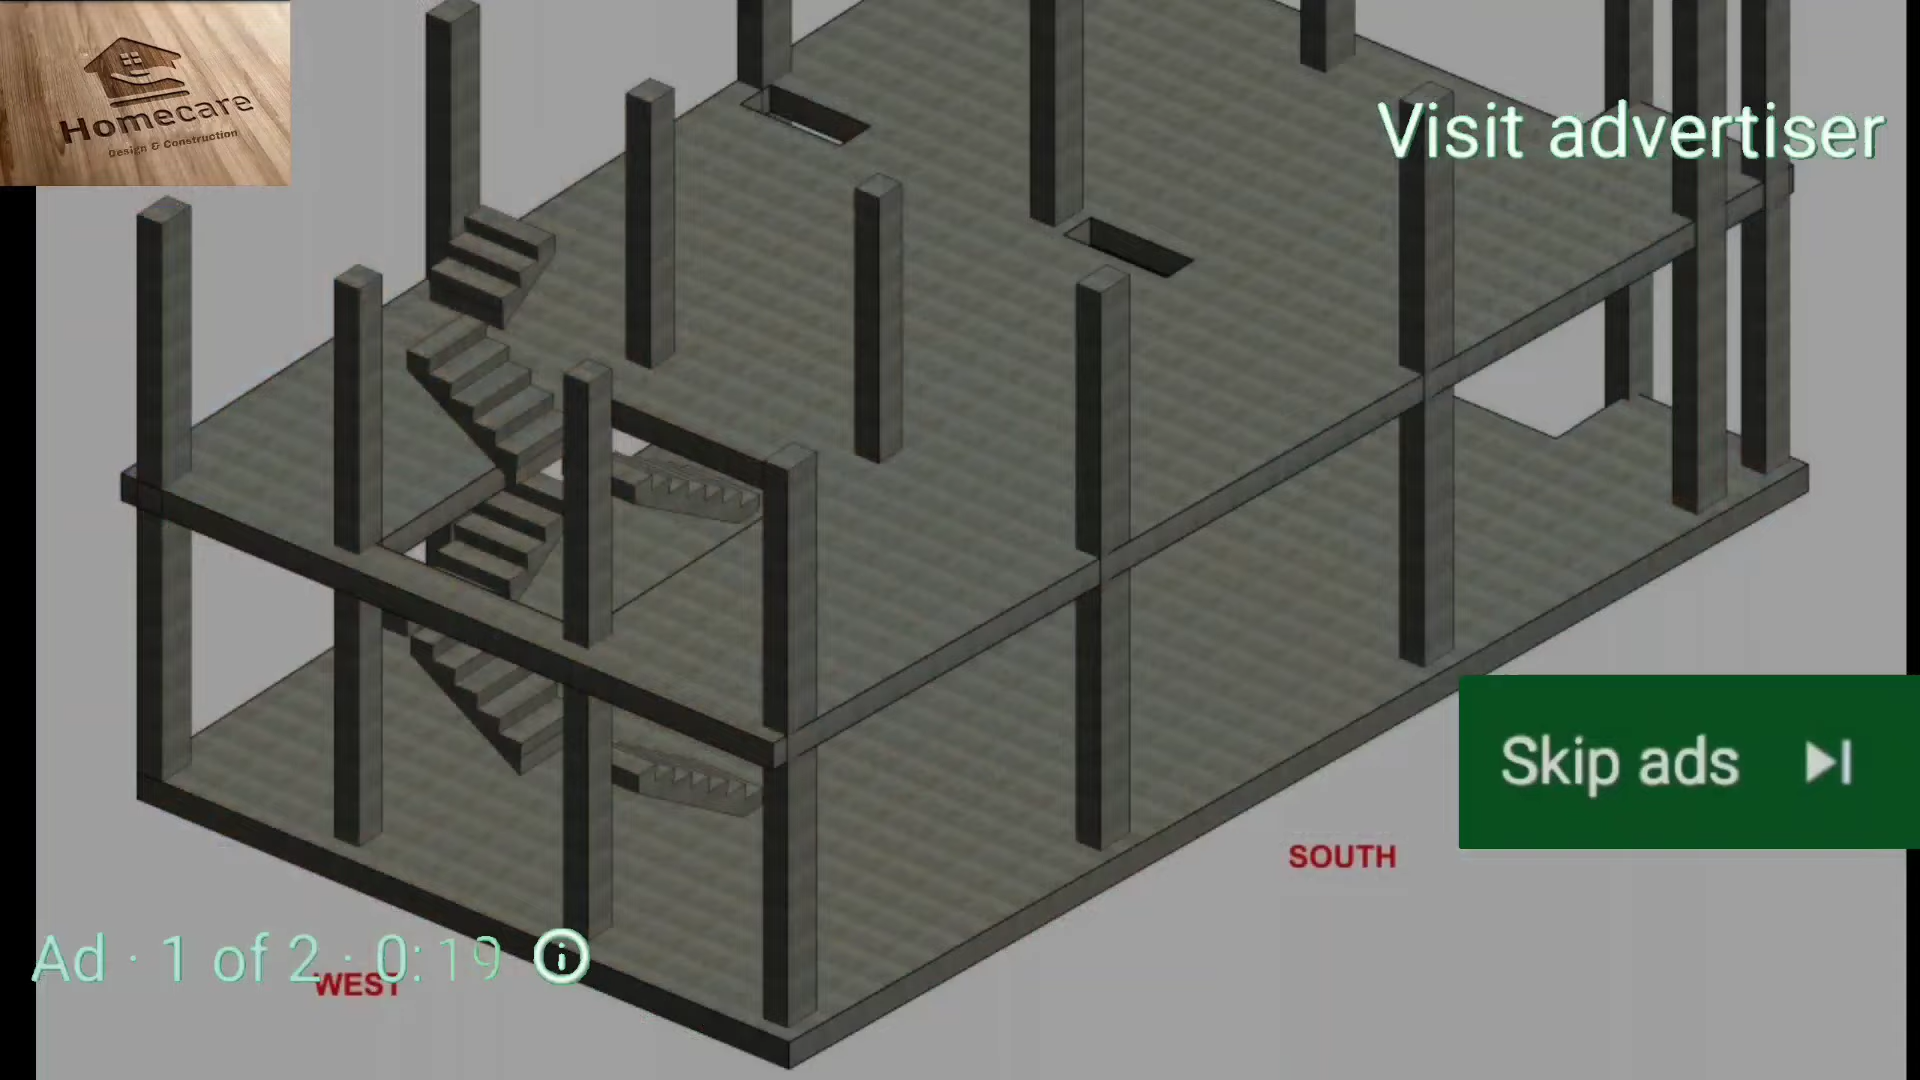 Homecare
Design & Construction
Visit advertiser
Skip ads
SOUTH
Ad · 1 of 2 · 0:19
WEST